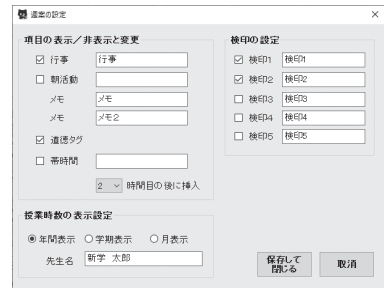 週案の設定
項目の表示／非表示と変更
行事 行事
朝活動
メモ メモ
メモ メモ2
道徳タグ
帯時間
2 時間目の後に挿入
検印の設定
検印1 検印1
検印2 検印2
検印3 検印3
検印4 検印4
検印5 検印5
授業時数の表示設定
年間表示 学期表示 月表示
先生名 新学 太郎
保存して
閉じる
取消